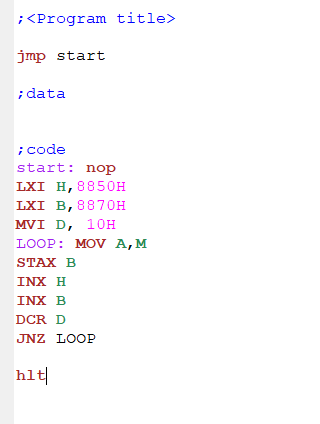 ;<Program title>
jmp start
;data
;code
start: nop
LXI H,8850H
LXI B,8870H
MVI D, 10H
LOOP: MOV A,M
STAX B
INX H
INX B
DCR D
JNZ LOOP
hlt